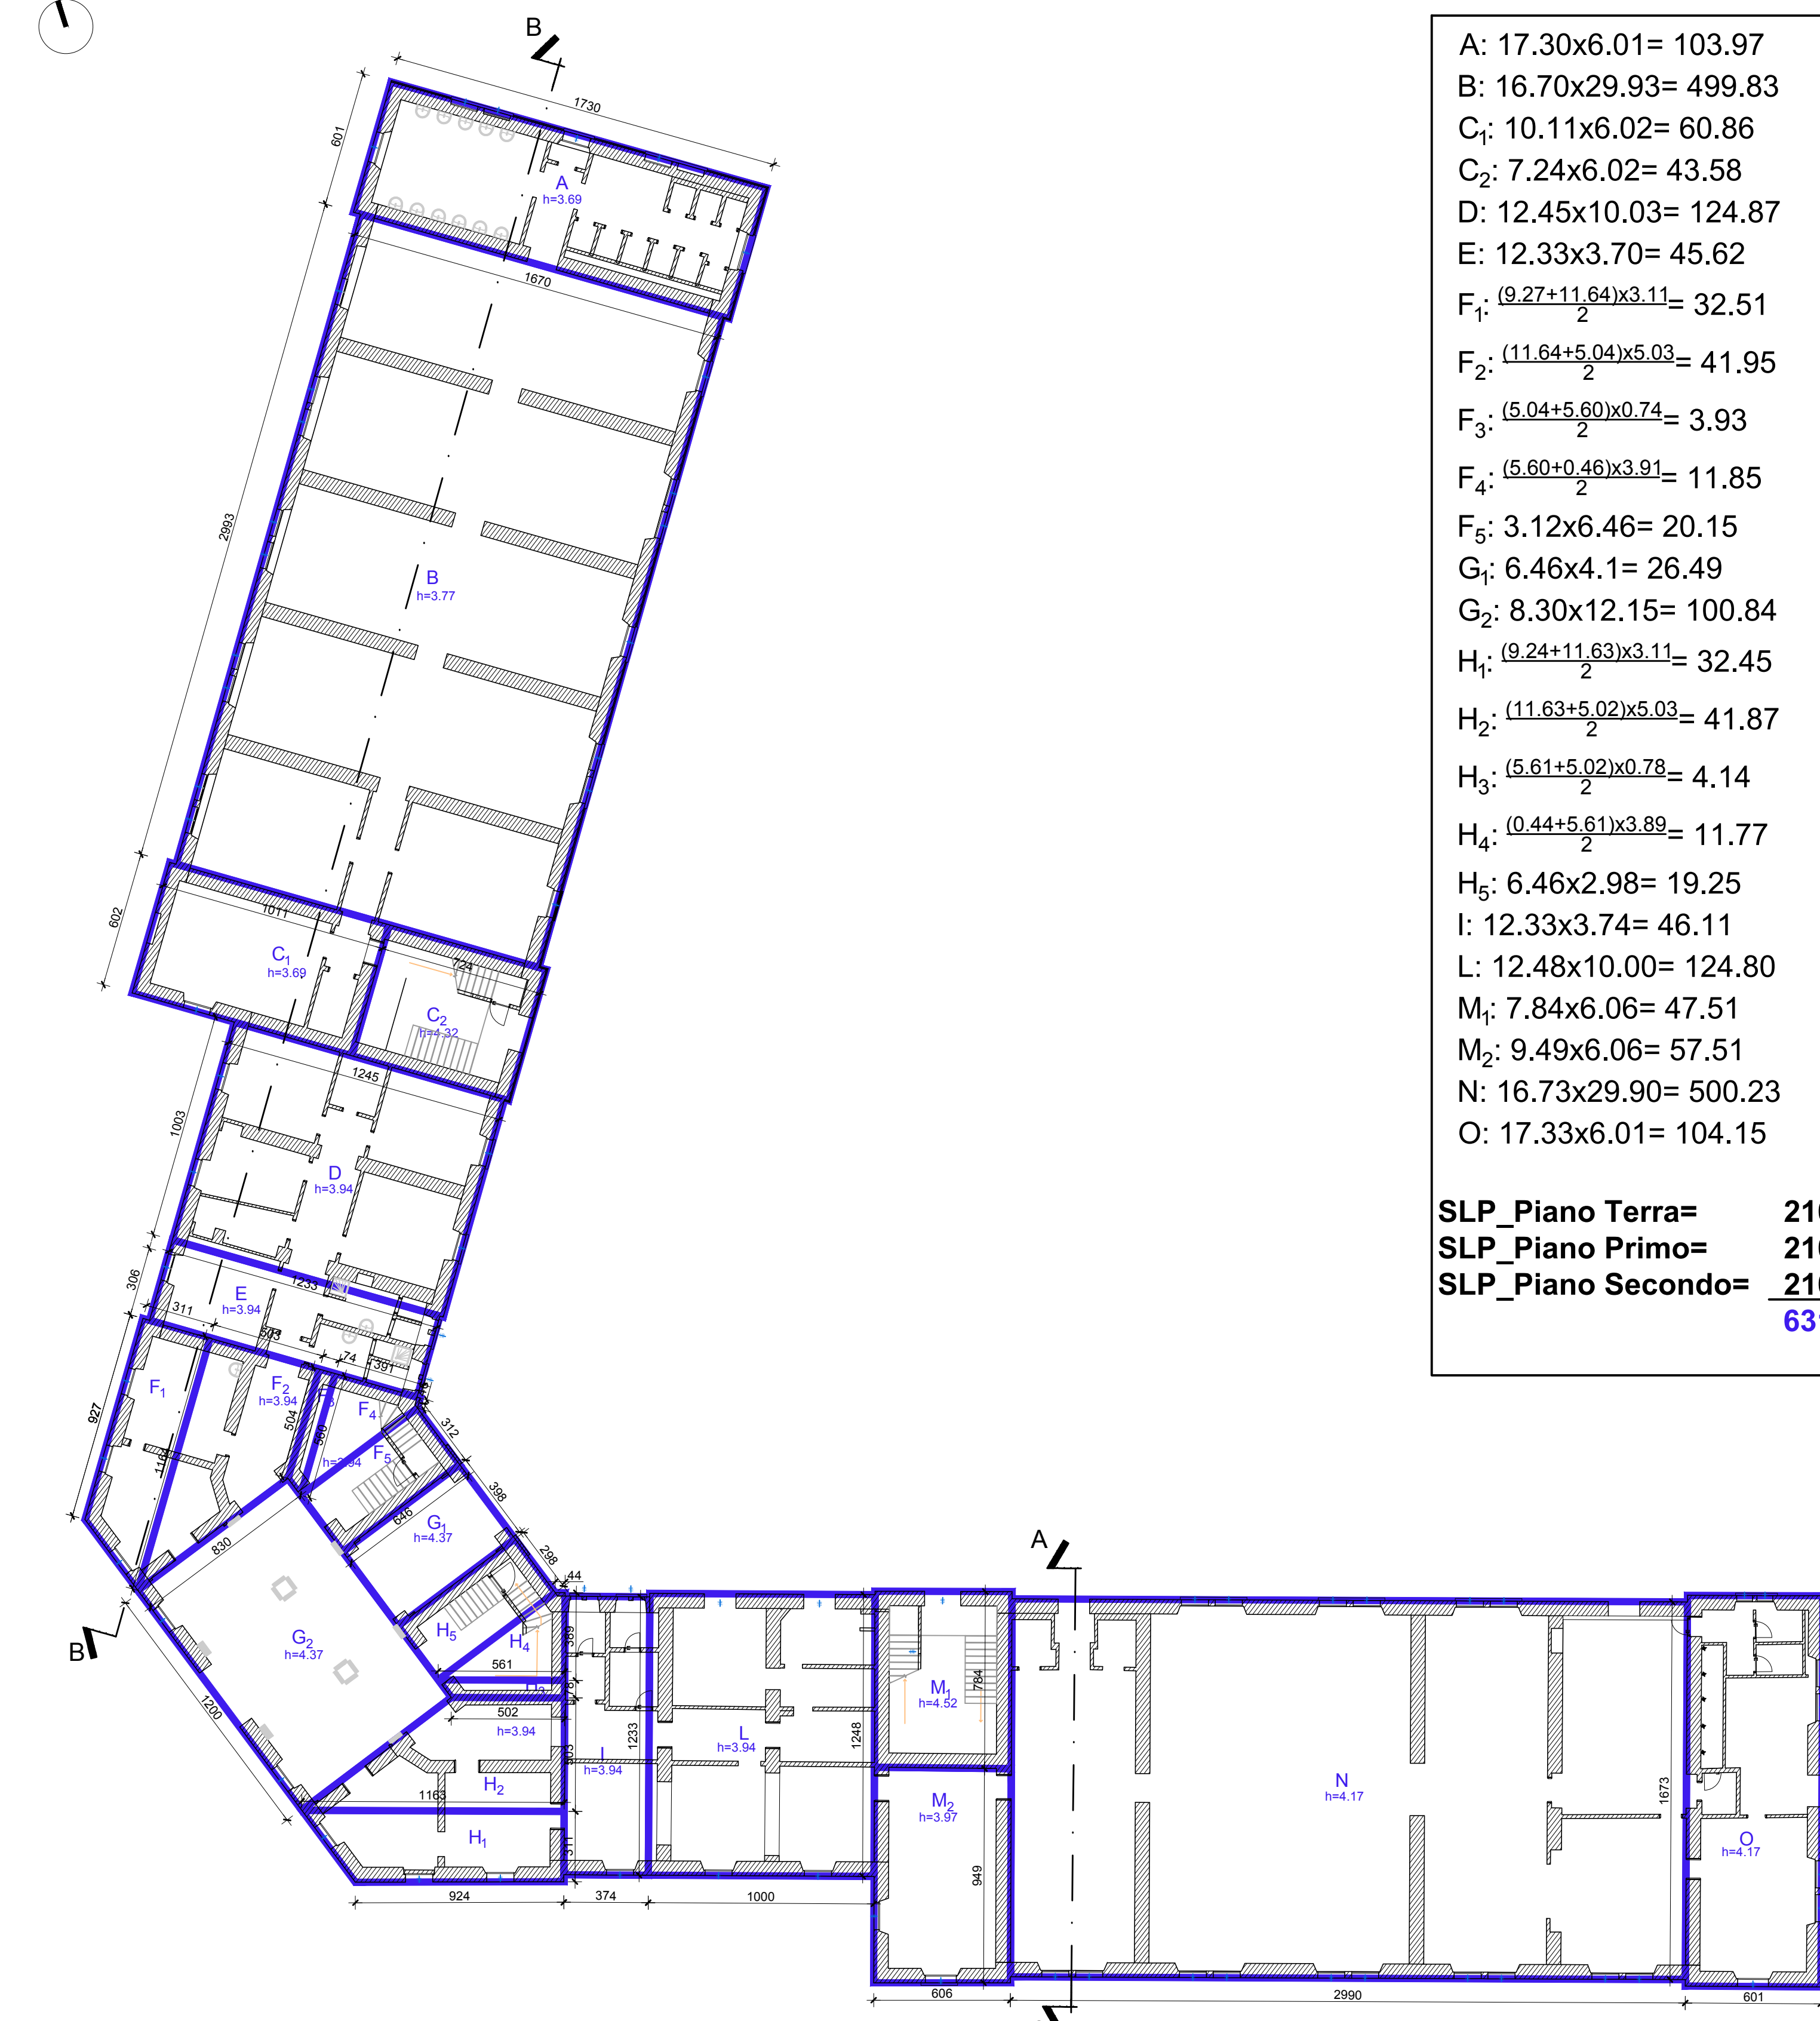 B
1730
601
A
h=3.69
1670
2993
B
h=3.77
602
1011
C1
h=3.69
724
C2
h=4.32
1245
1003
D
h=3.94
306
1233
E
h=3.94
311
503
74
391
F1
F2
h=3.94
F4
504
560
927
F5
312
646
398
G1
h=4.37
830
298
44
G2
h=4.37
H5
H4
561
389
78
502
h=3.94
503
1200
H2
1163
H1
311
924
374
1000
I
h=3.94
1233
L
h=3.94
1248
A
M1
h=4.52
784
M2
h=3.97
949
606
N
h=4.17
1673
2990
O
h=4.17
601
B
A: 17.30x6.01= 103.97
B: 16.70x29.93= 499.83
C1: 10.11x6.02= 60.86
C2: 7.24x6.02= 43.58
D: 12.45x10.03= 124.87
E: 12.33x3.70= 45.62
F1: (9.27+11.64)x3.11/2= 32.51
F2: (11.64+5.04)x5.03/2= 41.95
F3: (5.04+5.60)x0.74/2= 3.93
F4: (5.60+0.46)x3.91/2= 11.85
F5: 3.12x6.46= 20.15
G1: 6.46x4.1= 26.49
G2: 8.30x12.15= 100.84
H1: (9.24+11.63)x3.11/2= 32.45
H2: (11.63+5.02)x5.03/2= 41.87
H3: (5.61+5.02)x0.78/2= 4.14
H4: (0.44+5.61)x3.89/2= 11.77
H5: 6.46x2.98= 19.25
I: 12.33x3.74= 46.11
L: 12.48x10.00= 124.80
M1: 7.84x6.06= 47.51
M2: 9.49x6.06= 57.51
N: 16.73x29.90= 500.23
O: 17.33x6.01= 104.15
SLP_Piano Terra=
SLP_Piano Primo=
SLP_Piano Secondo=